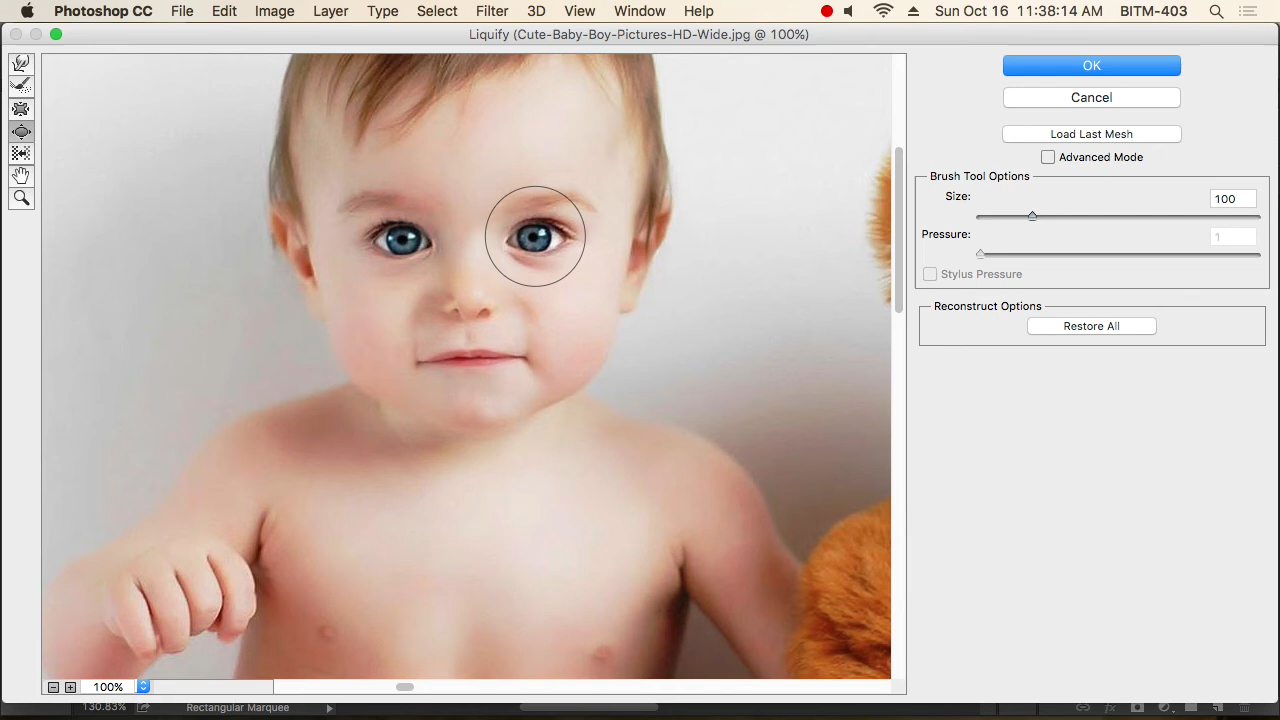 Photoshop CC File Edit Image Layer Type Select Filter 3D View Window Help Sun Oct 16 11:38:14 AM BITM-403
Liquify (Cute-Baby-Boy-Pictures-HD-Wide.jpg @ 100%)
OK
Cancel
Load Last Mesh
Advanced Mode
Brush Tool Options
Size: 100
Pressure: 1
Stylus Pressure
Reconstruct Options
Restore All
100%
130.83% Rectangular Marquee
fx